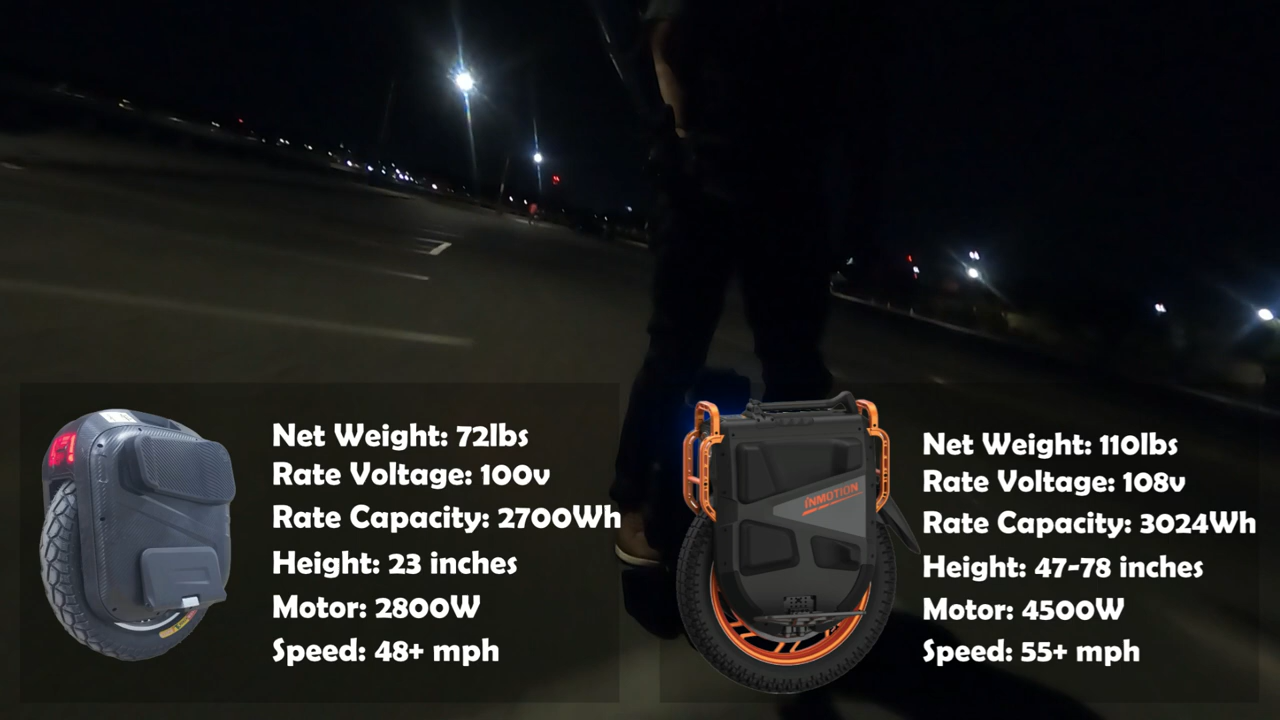 Net Weight: 72lbs
Rate Voltage: 100v
Rate Capacity: 2700Wh
Height: 23 inches
Motor: 2800W
Speed: 48+ mph
INMOTION
Net Weight: 110lbs
Rate Voltage: 108v
Rate Capacity: 3024Wh
Height: 47-78 inches
Motor: 4500W
Speed: 55+ mph